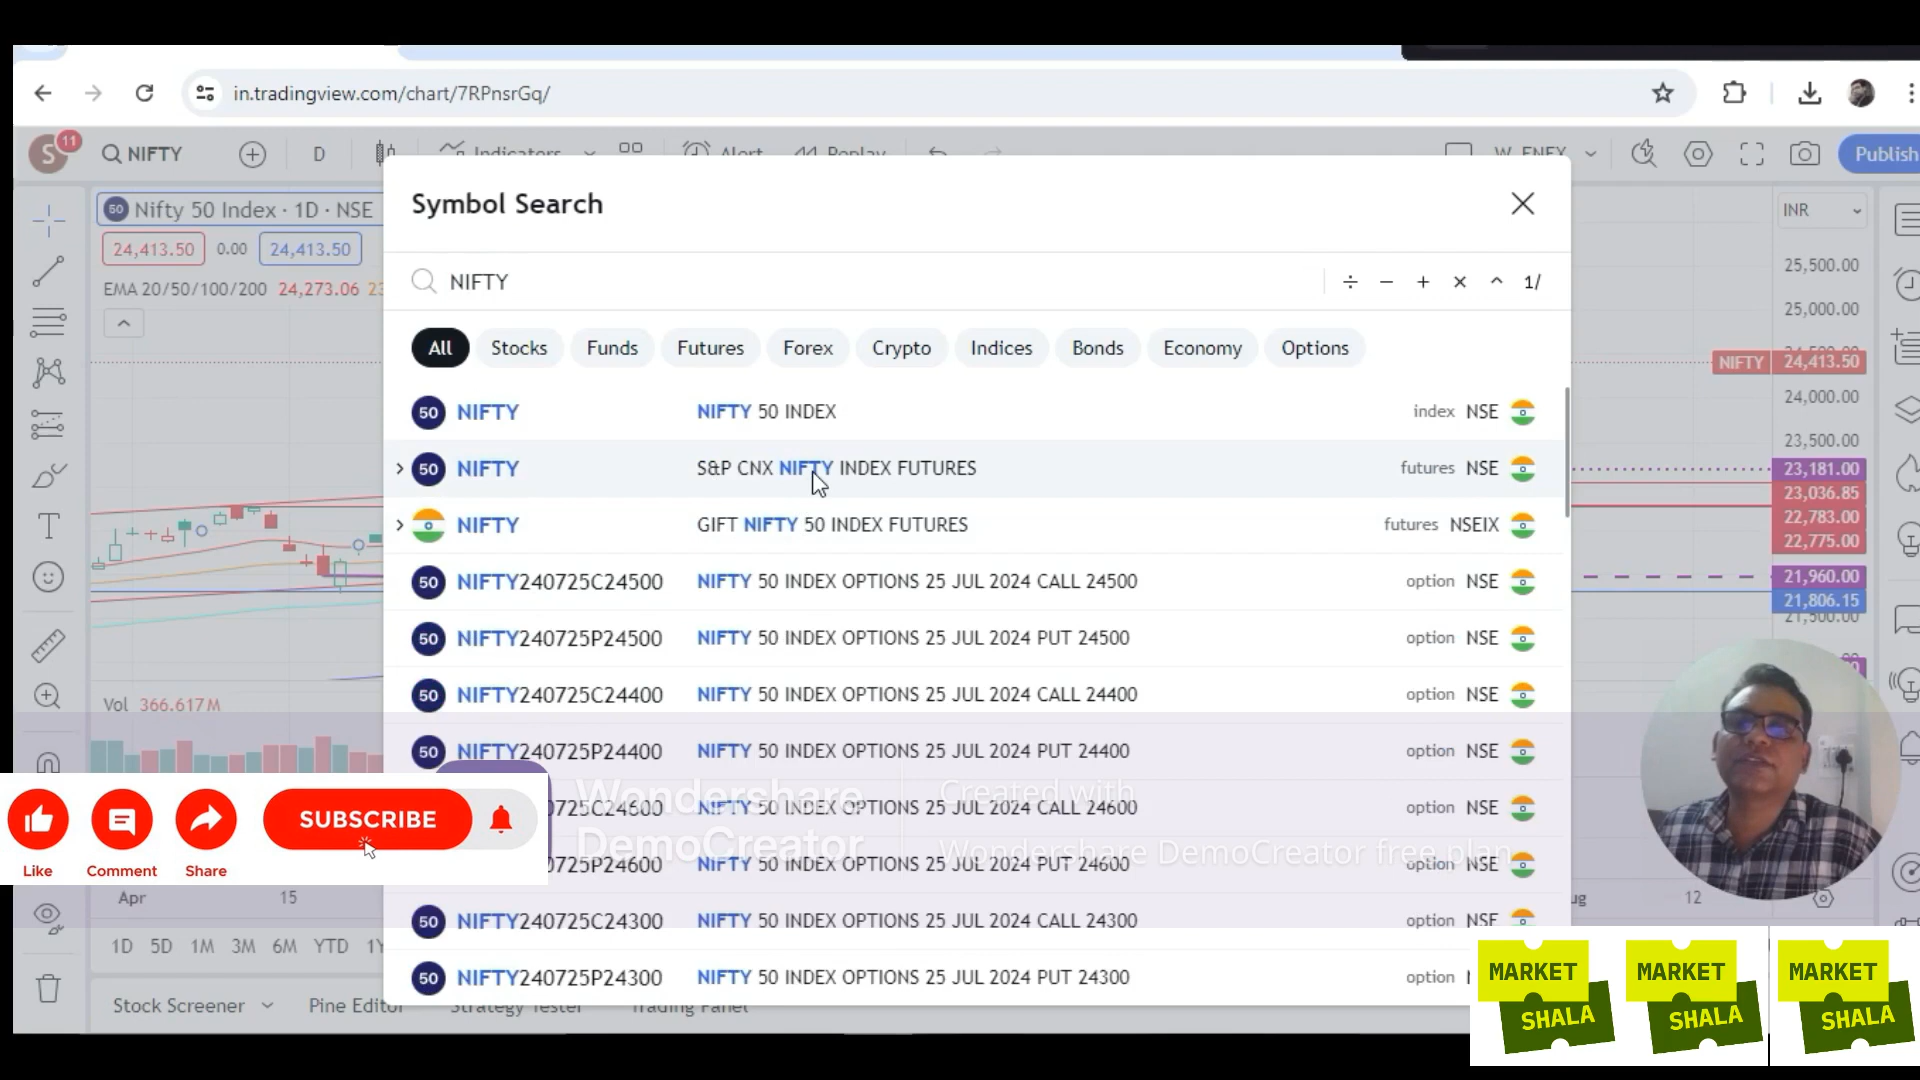 in.tradingview.com/chart/7RPnsrGq/
S 11 NIFTY D Indicators Alert Replay W_ENEX Publish
Symbol Search
50 Nifty 50 Index · 1D · NSE
INR
24,413.50 0.00 24,413.50
EMA 20/50/100/200 24,273.06
NIFTY ÷ − + × ^ 1/
All Stocks Funds Futures Forex Crypto Indices Bonds Economy Options
50 NIFTY NIFTY 50 INDEX index NSE
50 NIFTY S&P CNX NIFTY INDEX FUTURES futures NSE
NIFTY GIFT NIFTY 50 INDEX FUTURES futures NSEIX
50 NIFTY240725C24500 NIFTY 50 INDEX OPTIONS 25 JUL 2024 CALL 24500 option NSE
50 NIFTY240725P24500 NIFTY 50 INDEX OPTIONS 25 JUL 2024 PUT 24500 option NSE
50 NIFTY240725C24400 NIFTY 50 INDEX OPTIONS 25 JUL 2024 CALL 24400 option NSE
50 NIFTY240725P24400 NIFTY 50 INDEX OPTIONS 25 JUL 2024 PUT 24400 option NSE
725C24600 NIFTY 50 INDEX OPTIONS 25 JUL 2024 CALL 24600 option NSE
725P24600 NIFTY 50 INDEX OPTIONS 25 JUL 2024 PUT 24600 option NSE
50 NIFTY240725C24300 NIFTY 50 INDEX OPTIONS 25 JUL 2024 CALL 24300 option NSE
50 NIFTY240725P24300 NIFTY 50 INDEX OPTIONS 25 JUL 2024 PUT 24300 option
25,500.00
25,000.00
NIFTY 24,413.50
24,000.00
23,500.00
23,181.00
23,036.85
22,783.00
22,775.00
21,960.00
21,806.15
21,500.00
Vol 366.617M
Wondershare DemoCreator
Created with
Wondershare DemoCreator free plan
SUBSCRIBE
Like Comment Share
Apr 15 12
1D 5D 1M 3M 6M YTD 1Y
Stock Screener Pine Editor Strategy Tester Trading Panel
MARKET SHALA
MARKET SHALA
MARKET SHALA